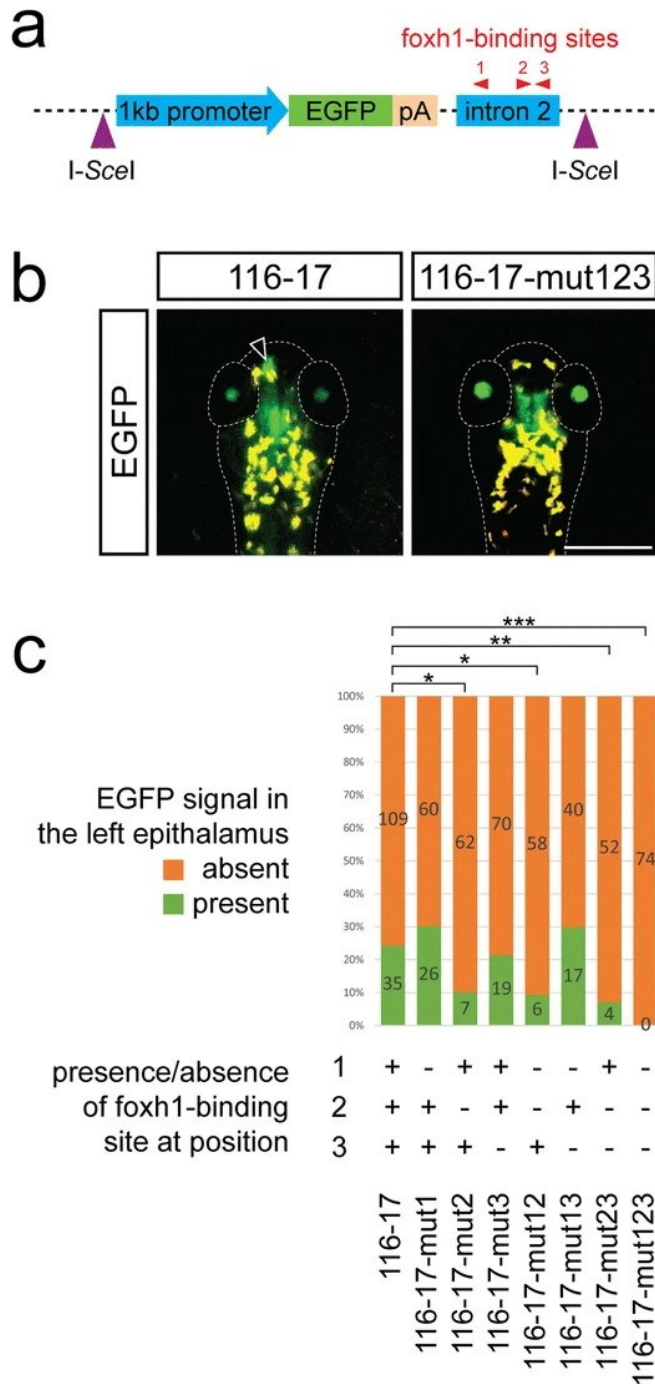 a
foxh1-binding sites
1 2 3
1kb promoter EGFP pA intron 2
I-SceI I-SceI
b
116-17 116-17-mut123
EGFP
c
*** 
**
*
*
100%
90%
80%
70%
60%
50%
40%
30%
20%
10%
0%
109 60 62 70 58 40 52 74
35 26 7 19 6 17 4 0
EGFP signal in
the left epithalamus
absent
present
presence/absence
of foxh1-binding
site at position
1 + - + + - - + -
2 + + - + - + - -
3 + + + - + - - -
116-17
116-17-mut1
116-17-mut2
116-17-mut3
116-17-mut12
116-17-mut13
116-17-mut23
116-17-mut123